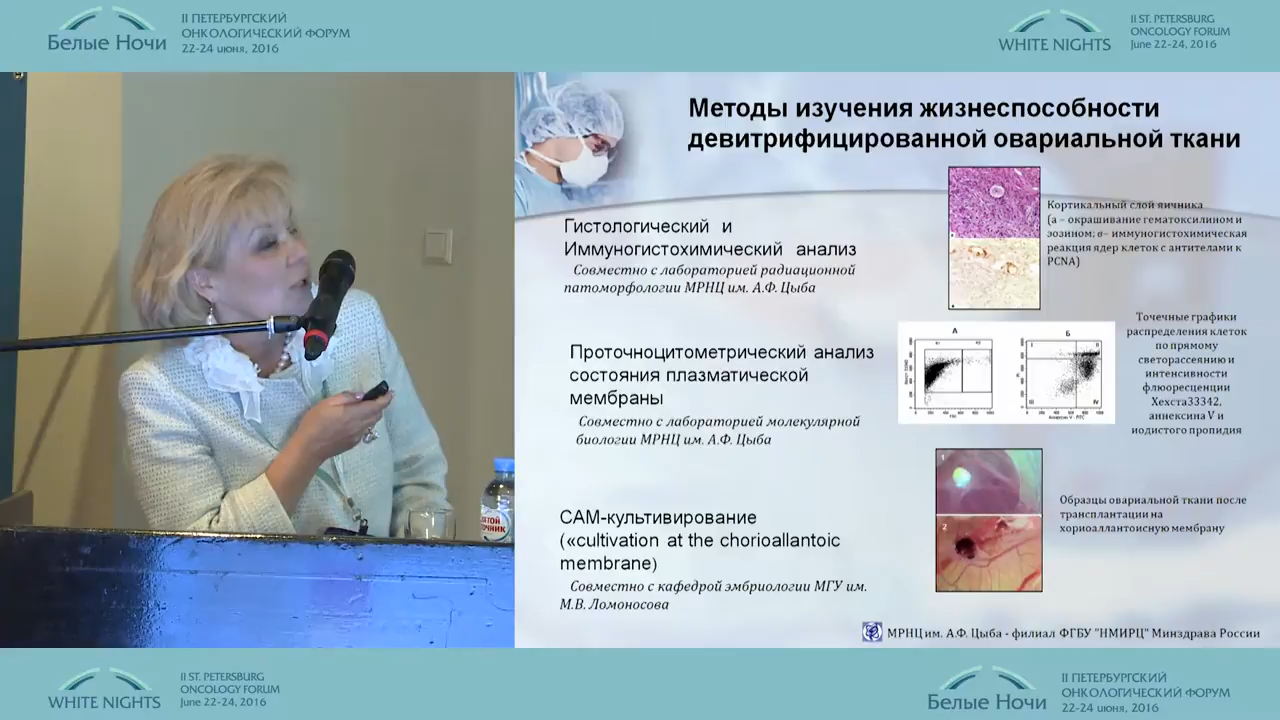 Белые Ночи
II ПЕТЕРБУРГСКИЙ
ОНКОЛОГИЧЕСКИЙ ФОРУМ
22-24 июня, 2016
WHITE NIGHTS
II ST. PETERSBURG
ONCOLOGY FORUM
June 22-24, 2016
Методы изучения жизнеспособности
девитрифицированной овариальной ткани
Гистологический и
Иммуногистохимический анализ
Совместно с лабораторией радиационной
патоморфологии МРНЦ им. А.Ф. Цыба
Кортикальный слой яичника
(а – окрашивание гематоксилином и
эозином; в– иммуногистохимическая
реакция ядер клеток с антителами к
PCNA)
Проточноцитометрический анализ
состояния плазматической
мембраны
Совместно с лабораторией молекулярной
биологии МРНЦ им. А.Ф. Цыба
А
Б
I
II
III
IV
Точечные графики
распределения клеток
по прямому
светорассеянию и
интенсивности
флюоресценции
Хехста33342,
аннексина V и
иодистого пропидия
САМ-культивирование
(«cultivation at the chorioallantoic
membrane)
Совместно с кафедрой эмбриологии МГУ им.
М.В. Ломоносова
1
2
Образцы овариальной ткани после
трансплантации на
хориоаллантоисную мембрану
МРНЦ им. А.Ф. Цыба - филиал ФГБУ "НМИРЦ" Минздрава России
WHITE NIGHTS
II ST. PETERSBURG
ONCOLOGY FORUM
June 22-24, 2016
Белые Ночи
II ПЕТЕРБУРГСКИЙ
ОНКОЛОГИЧЕСКИЙ ФОРУМ
22-24 июня, 2016